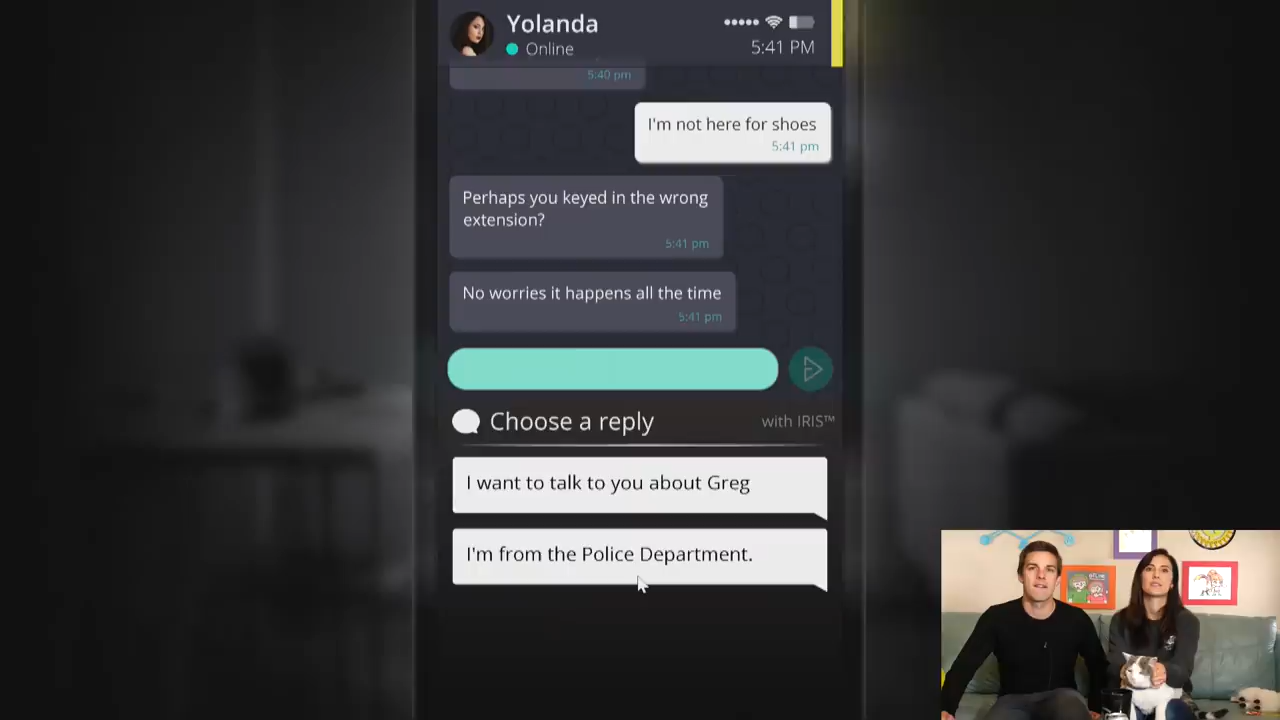 Yolanda
Online
5:41 PM
5:40 pm
I'm not here for shoes
5:41 pm
Perhaps you keyed in the wrong
extension?
5:41 pm
No worries it happens all the time
5:41 pm
Choose a reply
with IRIS™
I want to talk to you about Greg
I'm from the Police Department.